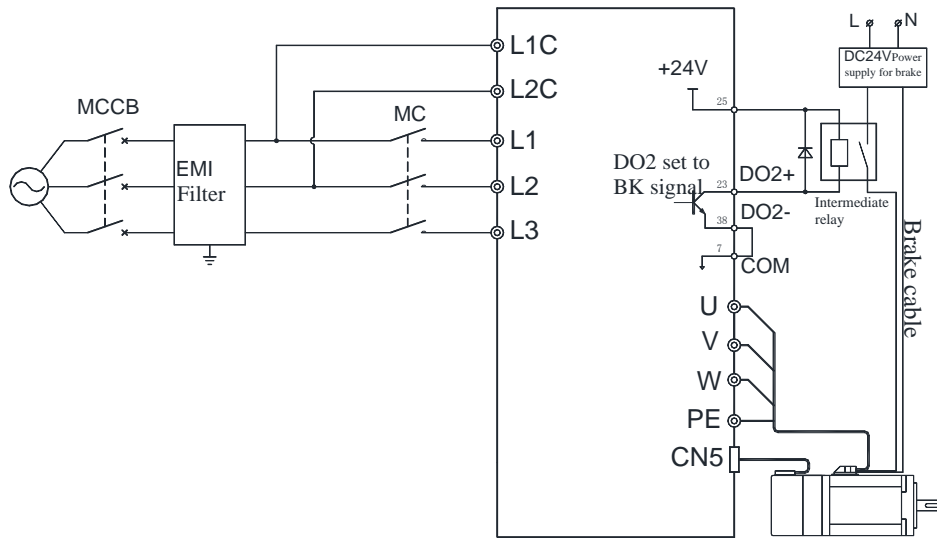 L N
DC24V Power
supply for brake
L1C
L2C
+24V
25
MCCB
MC
L1
EMI
Filter
L2
L3
DO2 set to
BK signal
23
DO2+
Intermediate
relay
DO2-
38
7
COM
Brake cable
U
V
W
PE
CN5